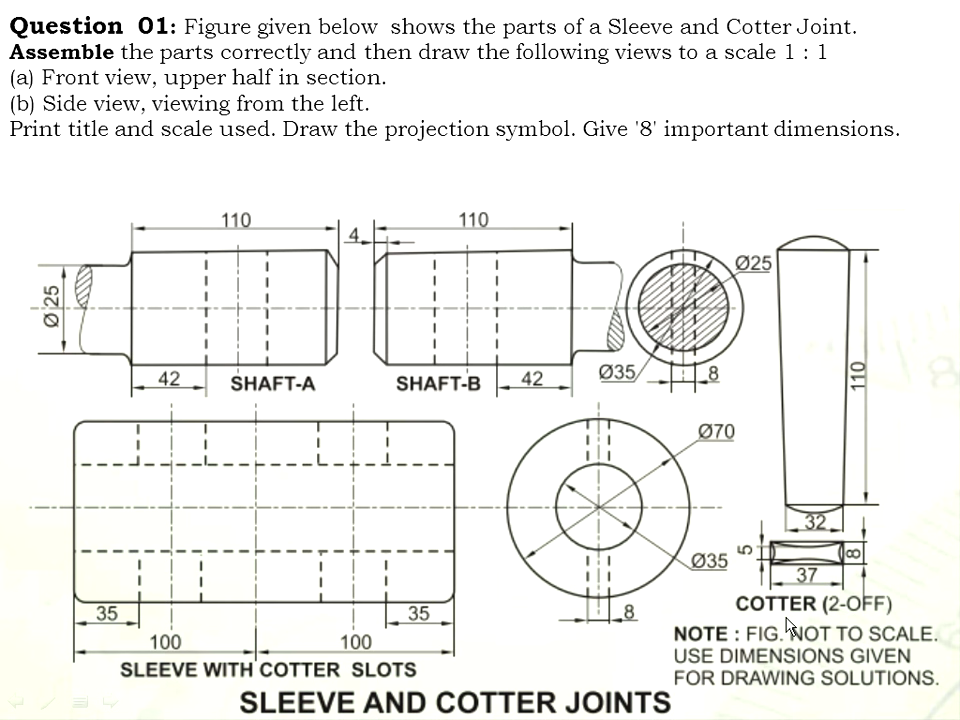 Question 01: Figure given below shows the parts of a Sleeve and Cotter Joint.
Assemble the parts correctly and then draw the following views to a scale 1 : 1
(a) Front view, upper half in section.
(b) Side view, viewing from the left.
Print title and scale used. Draw the projection symbol. Give '8' important dimensions.
110
110
4
Ø25
Ø 25
110
42
SHAFT-A
SHAFT-B
42
Ø35
8
Ø70
32
5
8
Ø35
37
COTTER (2-OFF)
35
35
8
100
100
NOTE : FIG. NOT TO SCALE.
USE DIMENSIONS GIVEN
FOR DRAWING SOLUTIONS.
SLEEVE WITH COTTER SLOTS
SLEEVE AND COTTER JOINTS